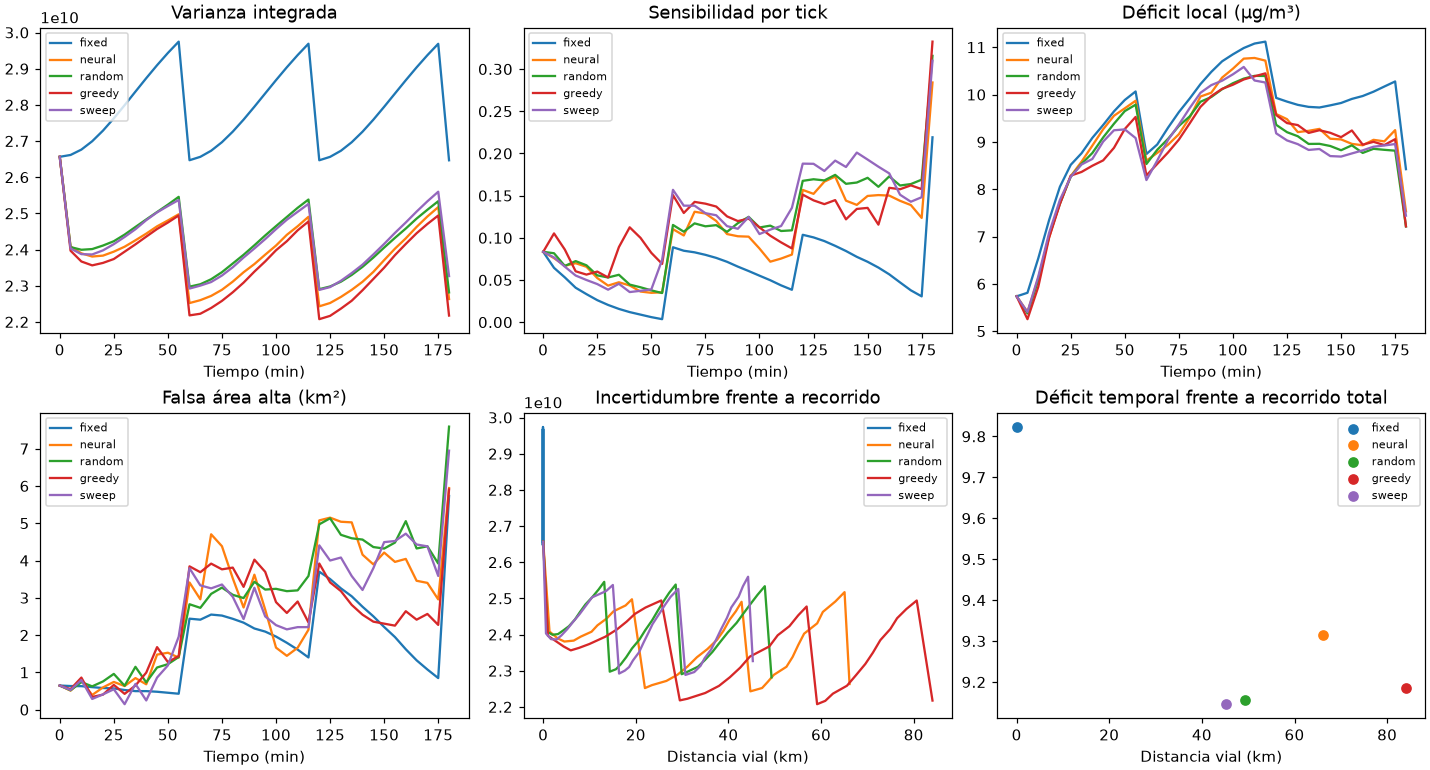 Varianza integrada
1e10
3.0
2.9
2.8
2.7
2.6
2.5
2.4
2.3
2.2
fixed
neural
random
greedy
sweep
0 25 50 75 100 125 150 175
Tiempo (min)
Sensibilidad por tick
0.30
0.25
0.20
0.15
0.10
0.05
0.00
fixed
neural
random
greedy
sweep
0 25 50 75 100 125 150 175
Tiempo (min)
Déficit local (µg/m³)
11
10
9
8
7
6
5
fixed
neural
random
greedy
sweep
0 25 50 75 100 125 150 175
Tiempo (min)
Falsa área alta (km²)
7
6
5
4
3
2
1
0
fixed
neural
random
greedy
sweep
0 25 50 75 100 125 150 175
Tiempo (min)
Incertidumbre frente a recorrido
1e10
3.0
2.9
2.8
2.7
2.6
2.5
2.4
2.3
2.2
fixed
neural
random
greedy
sweep
0 20 40 60 80
Distancia vial (km)
Déficit temporal frente a recorrido total
9.8
9.7
9.6
9.5
9.4
9.3
9.2
fixed
neural
random
greedy
sweep
0 20 40 60 80
Distancia vial (km)